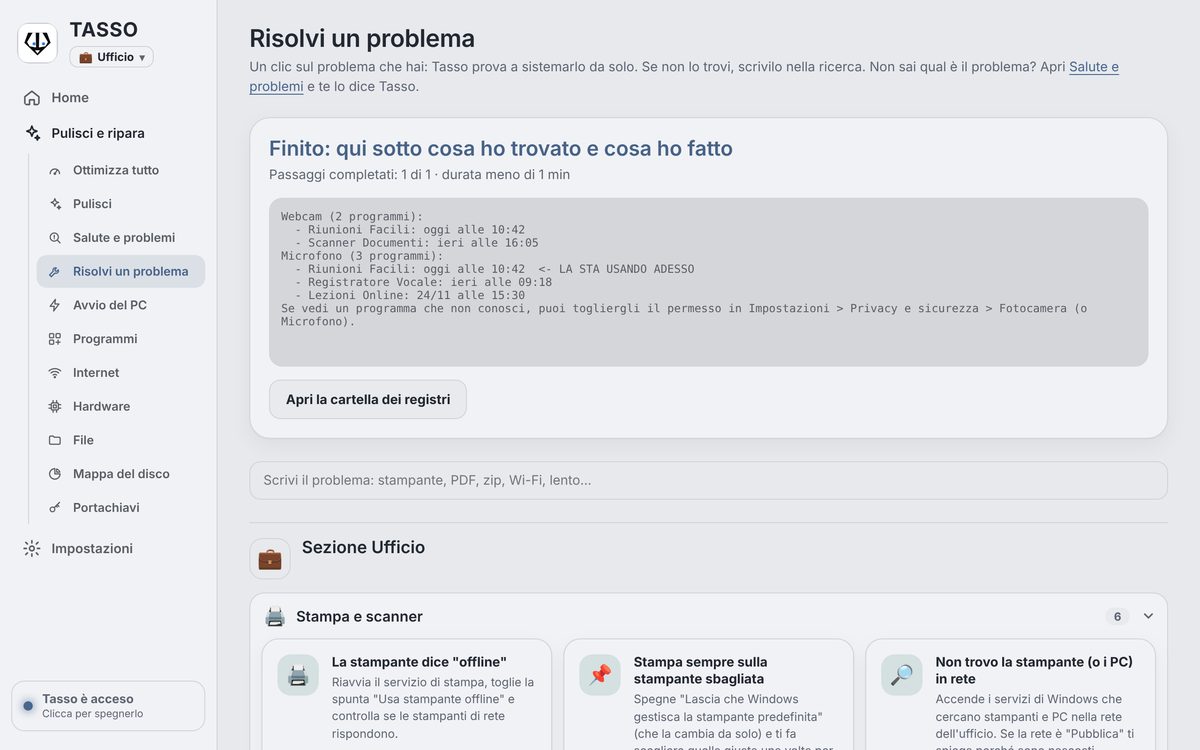 TASSO
Ufficio ▾
Home
Pulisci e ripara
Ottimizza tutto
Pulisci
Salute e problemi
Risolvi un problema
Avvio del PC
Programmi
Internet
Hardware
File
Mappa del disco
Portachiavi
Impostazioni
Tasso è acceso
Clicca per spegnerlo
Risolvi un problema
Un clic sul problema che hai: Tasso prova a sistemarlo da solo. Se non lo trovi, scrivilo nella ricerca. Non sai qual è il problema? Apri Salute e
problemi e te lo dice Tasso.
Finito: qui sotto cosa ho trovato e cosa ho fatto
Passaggi completati: 1 di 1 · durata meno di 1 min
Webcam (2 programmi):
- Riunioni Facili: oggi alle 10:42
- Scanner Documenti: ieri alle 16:05
Microfono (3 programmi):
- Riunioni Facili: oggi alle 10:42  <- LA STA USANDO ADESSO
- Registratore Vocale: ieri alle 09:18
- Lezioni Online: 24/11 alle 15:30
Se vedi un programma che non conosci, puoi togliergli il permesso in Impostazioni > Privacy e sicurezza > Fotocamera (o
Microfono).
Apri la cartella dei registri
Scrivi il problema: stampante, PDF, zip, Wi-Fi, lento...
Sezione Ufficio
Stampa e scanner
6
La stampante dice "offline"
Riavvia il servizio di stampa, toglie la
spunta "Usa stampante offline" e
controlla se le stampanti di rete
rispondono.
Stampa sempre sulla
stampante sbagliata
Spegne "Lascia che Windows
gestisca la stampante predefinita"
(che la cambia da solo) e ti fa
scegliere quella giusta una volta per
Non trovo la stampante (o i PC)
in rete
Accende i servizi di Windows che
cercano stampanti e PC nella rete
dell'ufficio. Se la rete è "Pubblica" ti